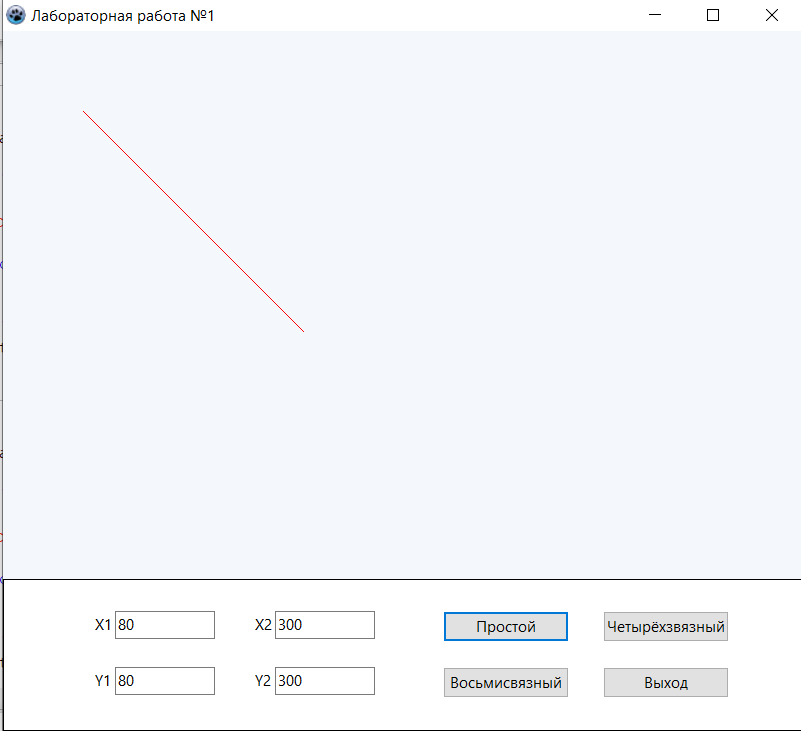 Лабораторная работа №1
X1 80 X2 300 Простой Четырёхзвязный
Y1 80 Y2 300 Восьмисвязный Выход